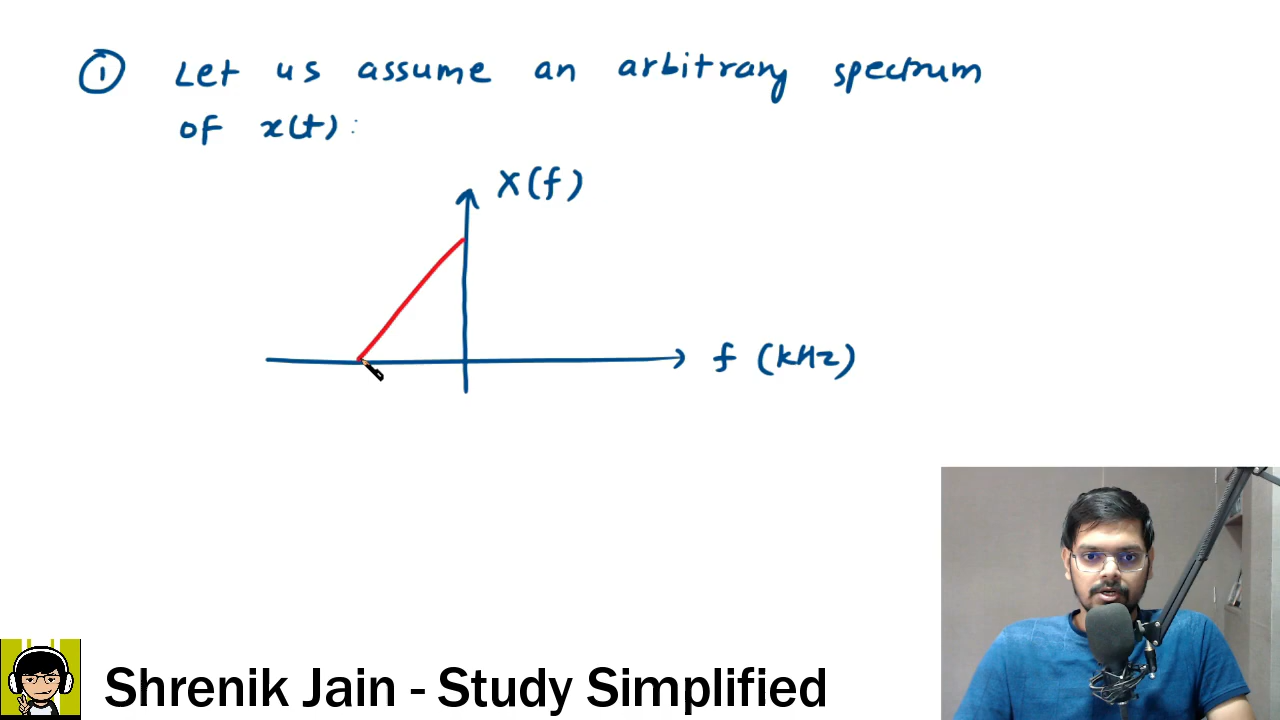 ① Let us assume an arbitrary spectrum
of x(t):
X(f)
f (kHz)
Shrenik Jain - Study Simplified